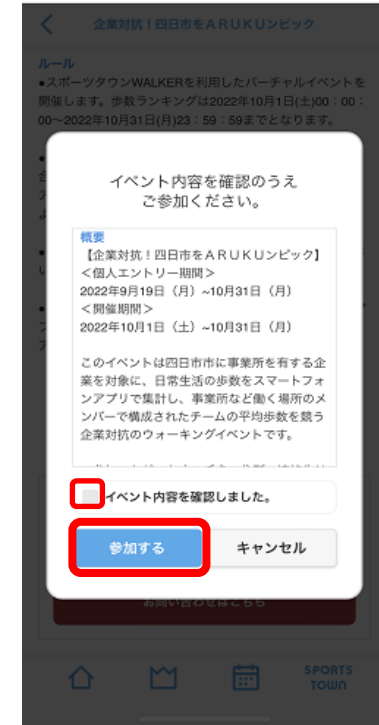 企業対抗！四日市をＡＲＵＫＵンピック
ルール
●スポーツタウンWALKERを利用したバーチャルイベントを
開催します。歩数ランキングは2022年10月1日(土)00：00：
00〜2022年10月31日(月)23：59：59までとなります。
イベント内容を確認のうえ
ご参加ください。
概要
【企業対抗！四日市をＡＲＵＫＵンピック】
＜個人エントリー期間＞
2022年9月19日（月）~10月31日（月）
＜開催期間＞
2022年10月1日（土）~10月31日（月）
このイベントは四日市市に事業所を有する企
業を対象に、日常生活の歩数をスマートフォ
ンアプリで集計し、事業所など働く場所のメ
ンバーで構成されたチームの平均歩数を競う
企業対抗のウォーキングイベントです。
イベント内容を確認しました。
参加する
キャンセル
お問い合わせはこちら
SPORTS
TOWN